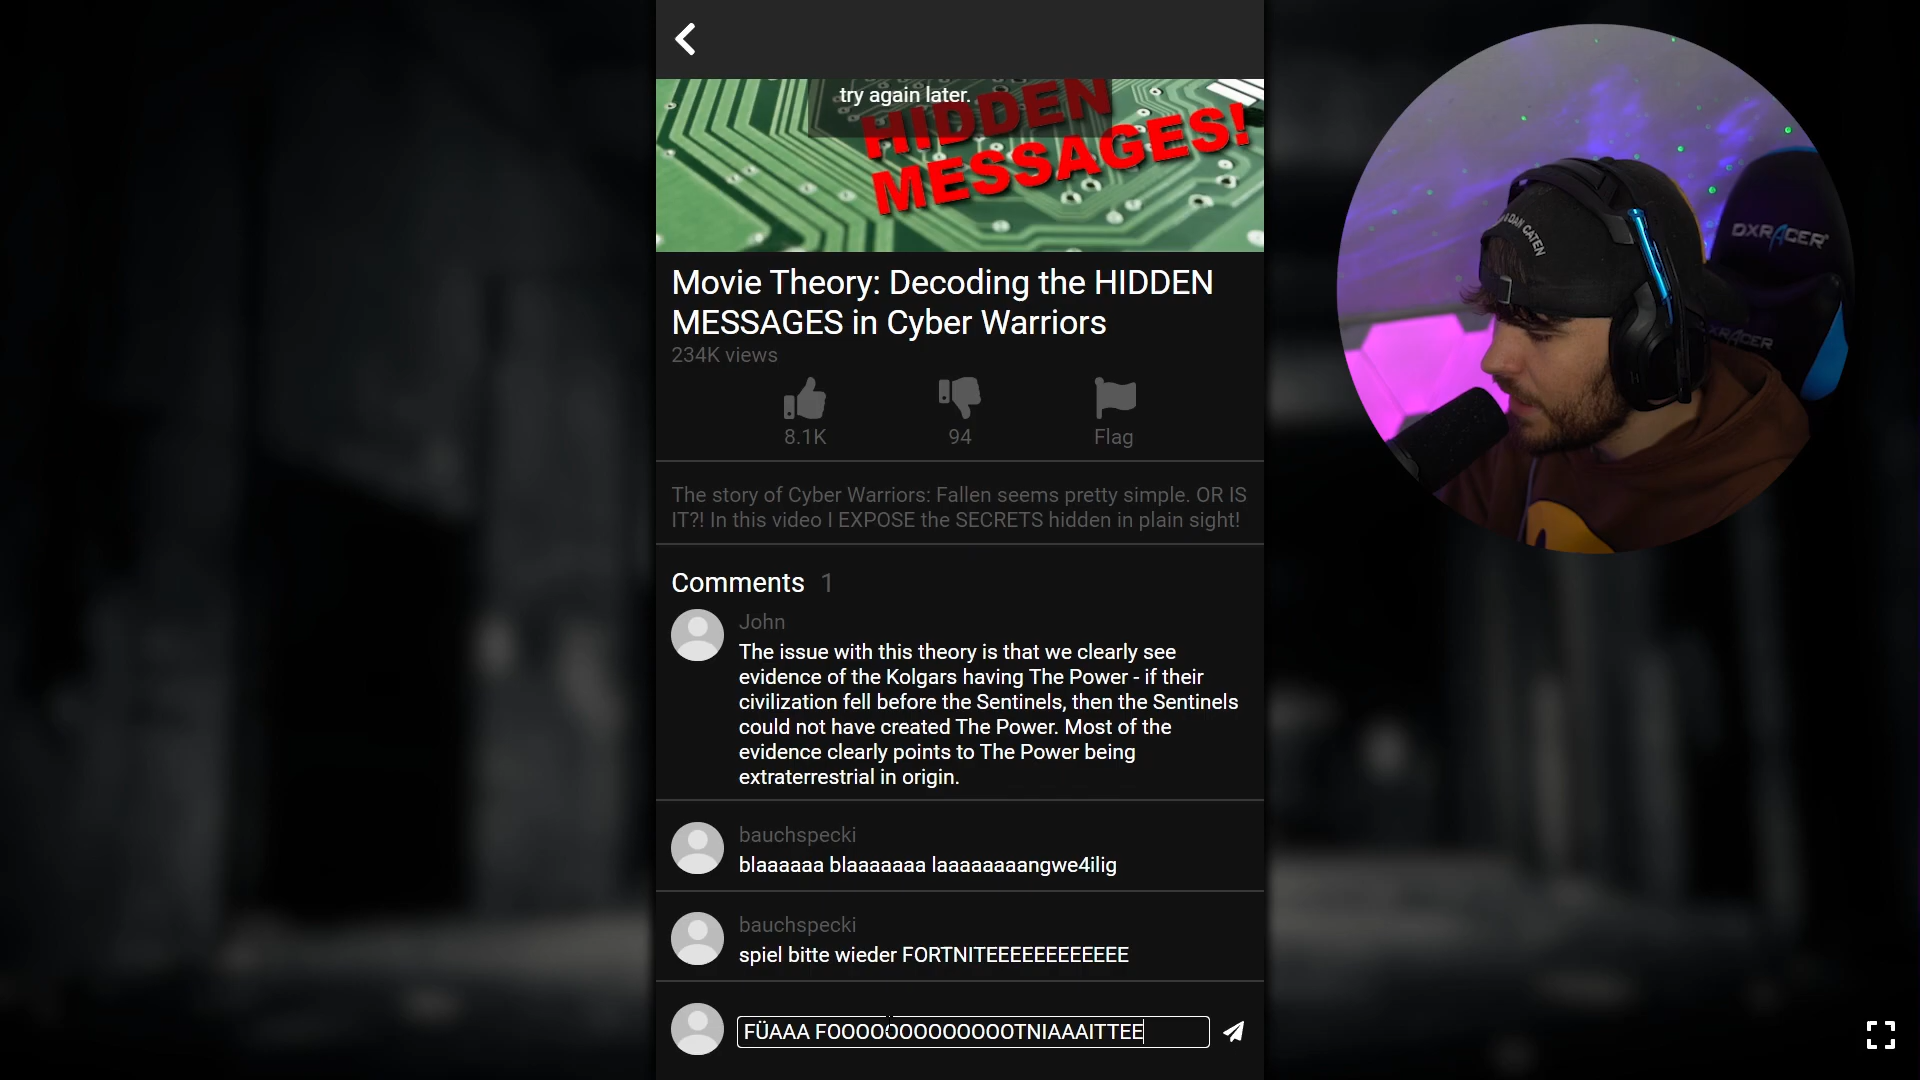 try again later.
HIDDEN
MESSAGES!
Movie Theory: Decoding the HIDDEN
MESSAGES in Cyber Warriors
234K views
8.1K
94
Flag
The story of Cyber Warriors: Fallen seems pretty simple. OR IS
IT?! In this video I EXPOSE the SECRETS hidden in plain sight!
Comments 1
John
The issue with this theory is that we clearly see
evidence of the Kolgars having The Power - if their
civilization fell before the Sentinels, then the Sentinels
could not have created The Power. Most of the
evidence clearly points to The Power being
extraterrestrial in origin.
bauchspecki
blaaaaaa blaaaaaaa laaaaaaaangwe4ilig
bauchspecki
spiel bitte wieder FORTNITEEEEEEEEEEEE
FÜAAA FOOOOOOOOOOOOOTNIAAAITTEE
DXRACER
DXRACER
& DAN CATEN